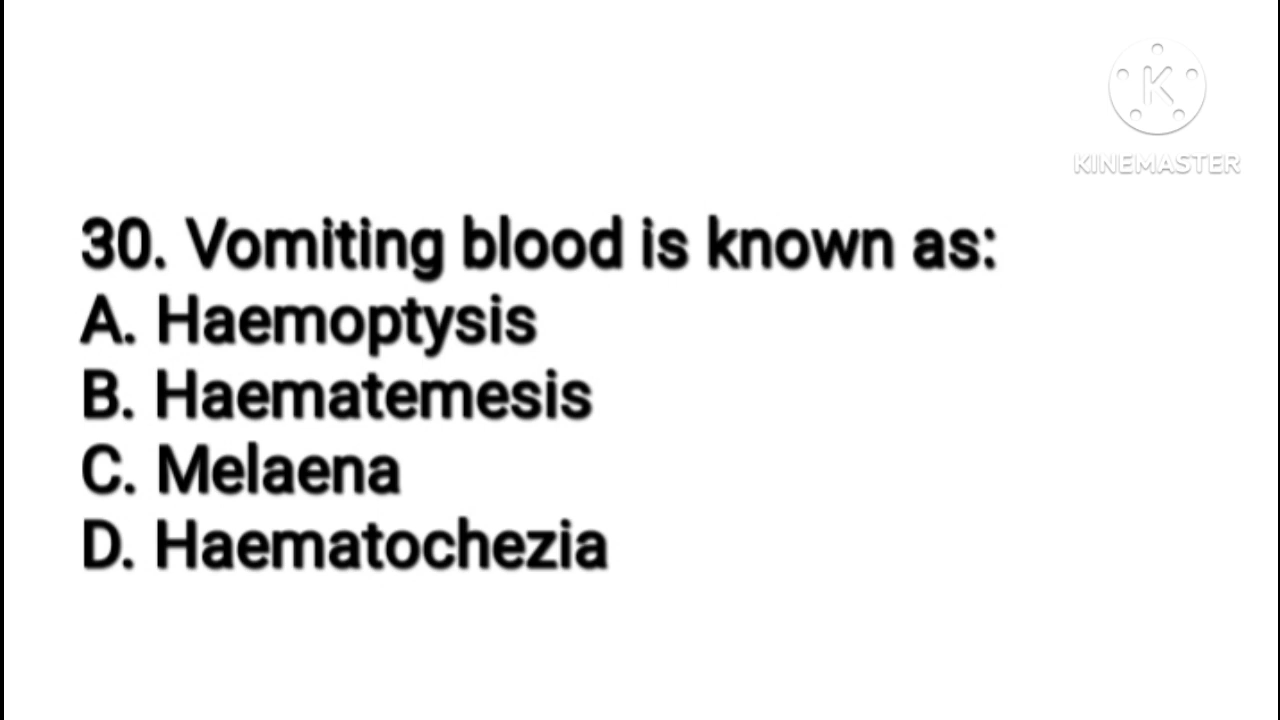 K
KINEMASTER
30. Vomiting blood is known as:
A. Haemoptysis
B. Haematemesis
C. Melaena
D. Haematochezia